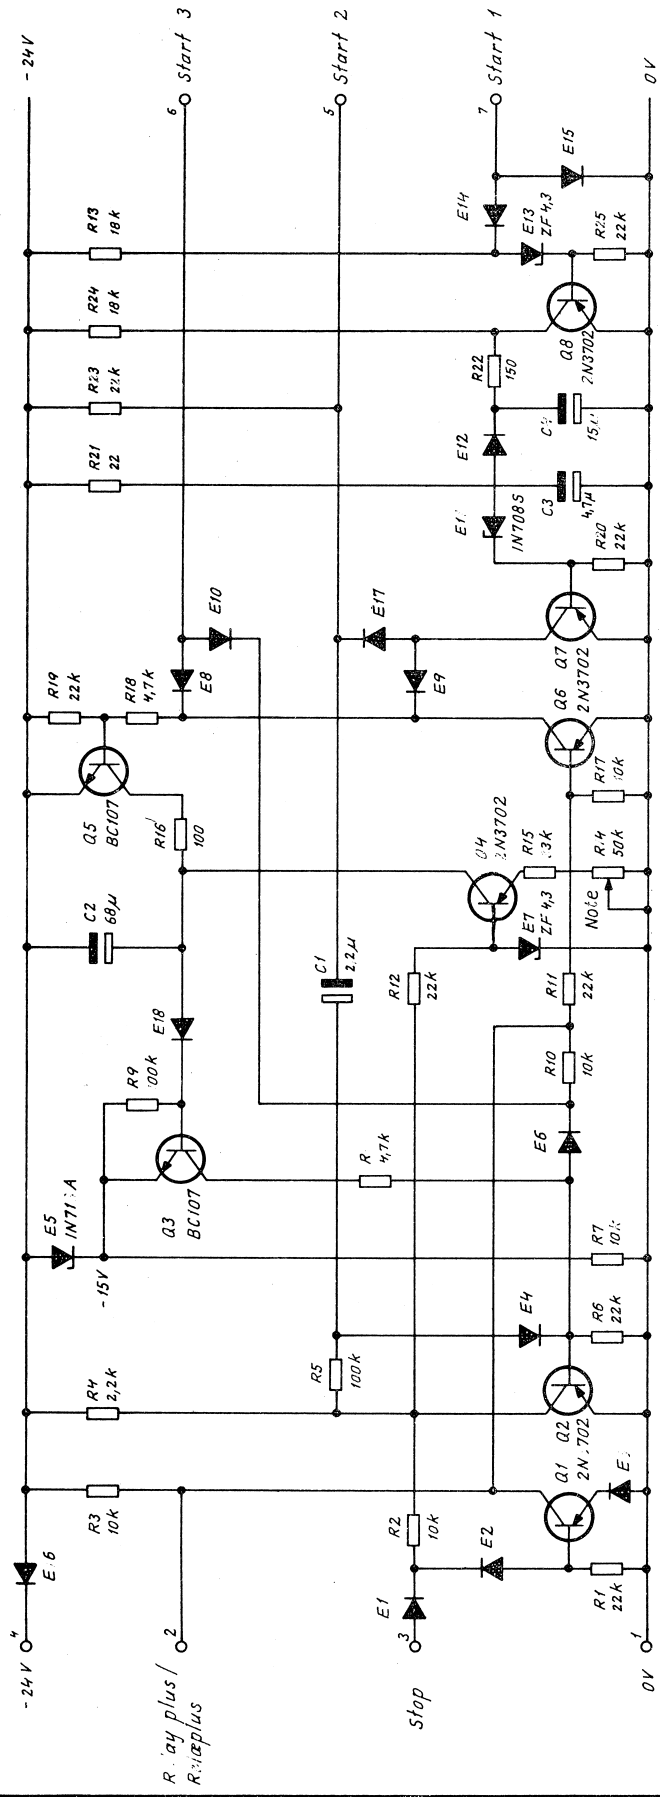 -24V
4
R3
10k
R4
2,2k
E5
-15V
R9
C2
68µ
Q5
BC107
R19
22k
R18
4,7k
R21
22
R23
22k
R24
18k
R13
18k
-24V
2
Q3
BC107
E18
R16
100
E8
E10
6
Start 3
R5
100k
4,7k
C1
2,2µ
E17
5
Start 2
Stop
3
E1
R2
10k
E2
E4
R12
22k
2N3702
E9
1N7085
E12
R22
150
E13
ZF 4,3
E14
7
Start 1
E15
R1
22k
Q1
Q2
R6
22k
R7
10k
E6
R10
10k
R11
22k
E7
ZF 4,3
R15
Note
50k
R17
Q6
2N3702
Q7
2N3702
R20
22k
C3
4,7µ
Q8
2N3702
R25
22k
0V
1
0V